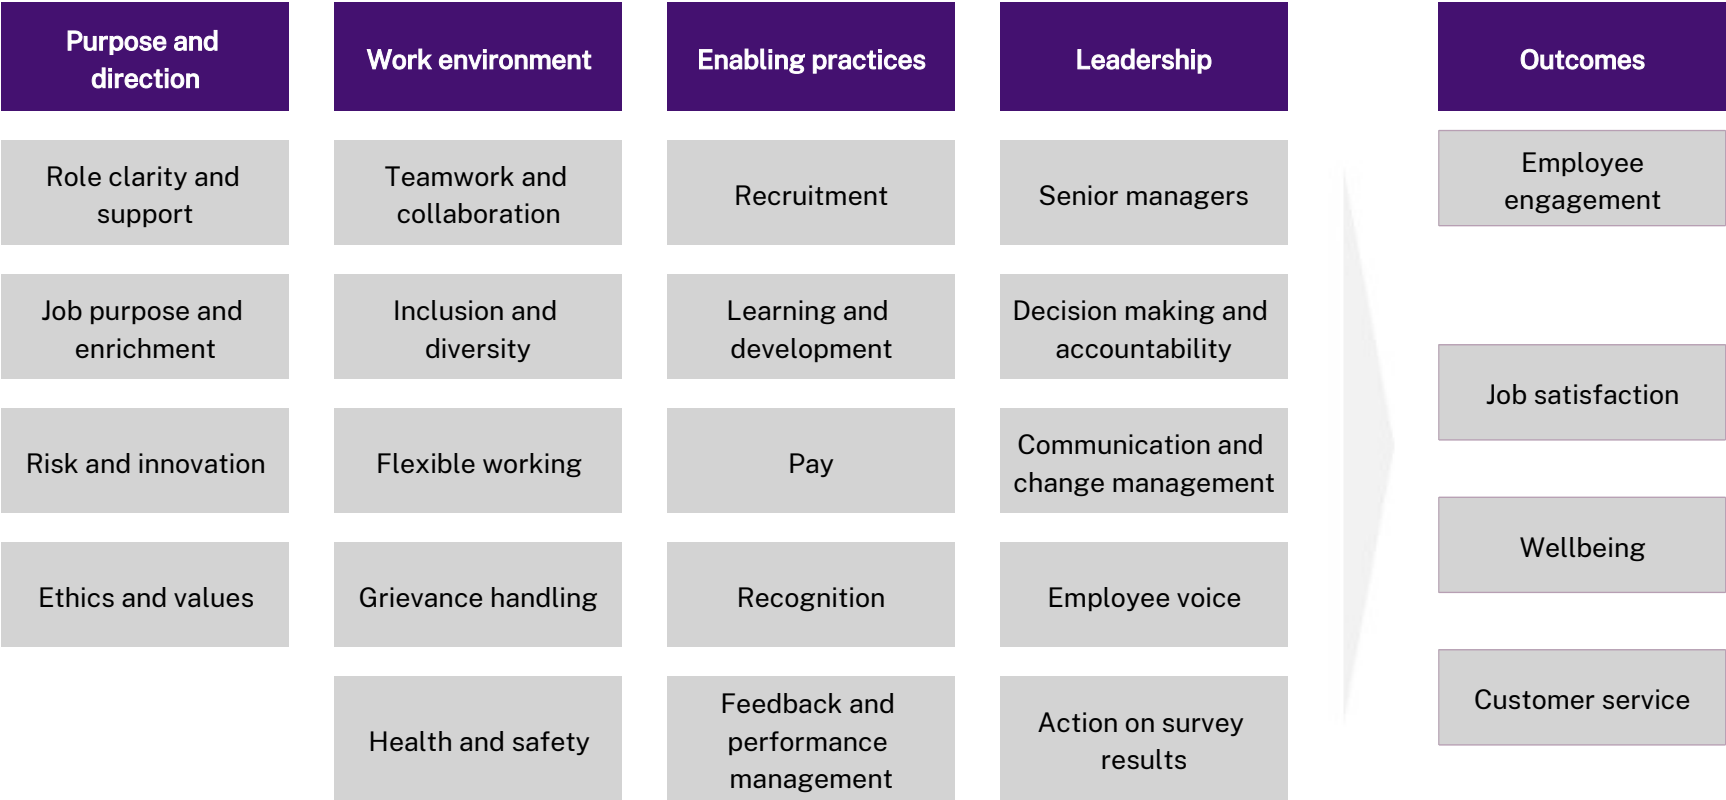 Purpose and
direction
Role clarity and
support
Job purpose and
enrichment
Risk and innovation
Ethics and values
Work environment
Teamwork and
collaboration
Inclusion and
diversity
Flexible working
Grievance handling
Health and safety
Enabling practices
Recruitment
Learning and
development
Pay
Recognition
Feedback and
performance
management
Leadership
Senior managers
Decision making and
accountability
Communication and
change management
Employee voice
Action on survey
results
Outcomes
Employee
engagement
Job satisfaction
Wellbeing
Customer service